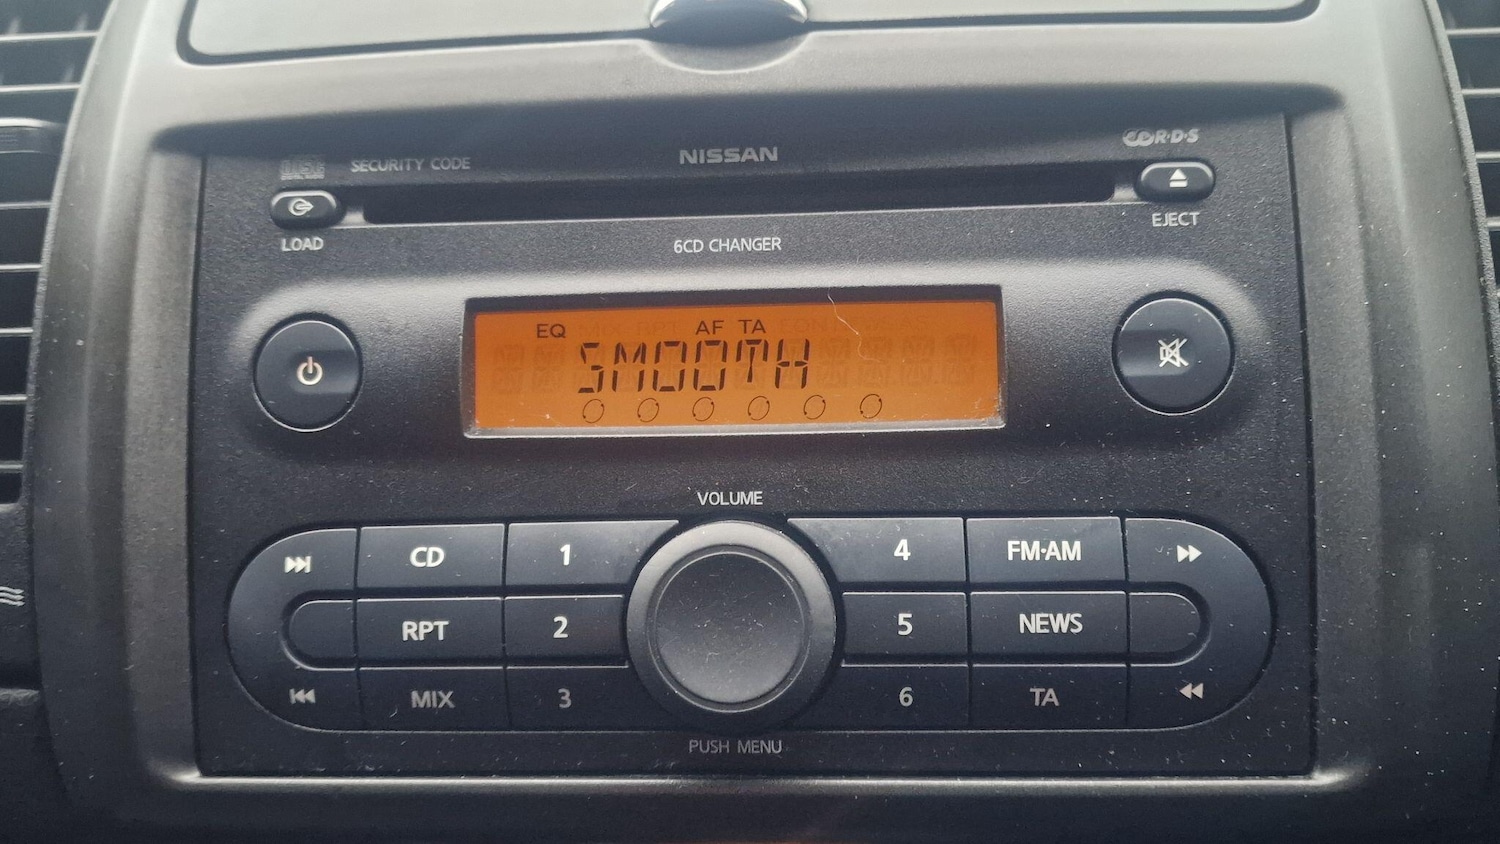 NISSAN
R·D·S
DISC
SECURITY CODE
LOAD
EJECT
6CD CHANGER
EQ AF TA
SMOOTH
VOLUME
CD 1 4 FM·AM
RPT 2 5 NEWS
MIX 3 6 TA
PUSH MENU